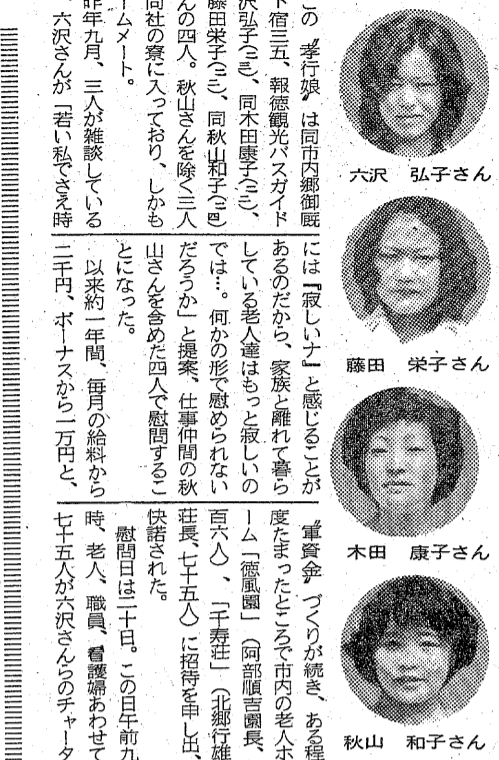 六沢 弘子さん
藤田 栄子さん
木田 康子さん
秋山 和子さん
この〝孝行娘〟は同市内郷御厩
下宿三五、報徳観光バスガイド
沢弘子(二三)、同木田康子(二三)、
藤田栄子(二二)、同秋山和子(二四)
んの四人。秋山さんを除く三人
同社の寮に入っており、しかも
ームメート。
昨年九月、三人が雑談している
六沢さんが「若い私でさえ時
には『寂しいナ』と感じることが
あるのだから、家族と離れて暮ら
している老人達はもっと寂しいの
では…。何かの形で慰められない
だろうか」と提案、仕事仲間の秋
山さんを含めた四人で慰問するこ
とになった。
以来約一年間、毎月の給料から
二千円、ボーナスから一万円と、
〝軍資金〟づくりが続き、ある程
度たまったところで市内の老人ホ
ーム「徳風園」(阿部順吉園長、
百六人)、「千寿荘」(北郷行雄
荘長、七十五人)に招待を申し出、
快諾された。
慰問日は二十日。この日午前九
時、老人、職員、看護婦あわせて
七十五人が六沢さんらのチャータ